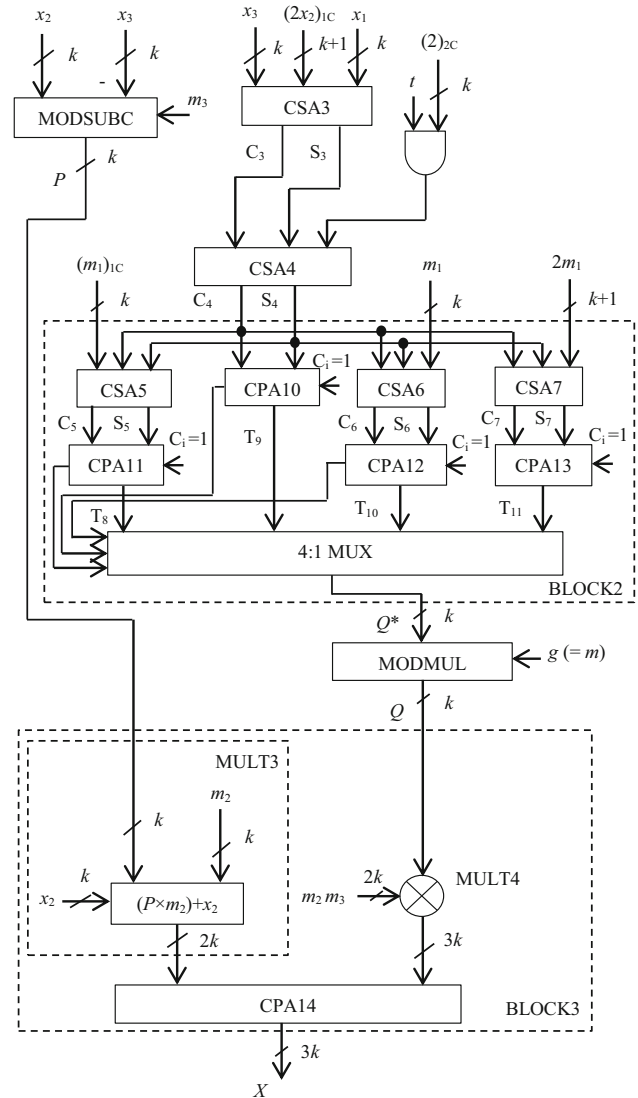 x₂ x₃ x₃ (2x₂)₁C x₁
k k k k+1 k
(2)₂C
t k
-
MODSUBC m₃ CSA3
P k C₃ S₃
CSA4
(m₁)₁C C₄ S₄ m₁ 2m₁
k k k+1
CSA5 CPA10 Cᵢ=1 CSA6 CSA7
C₅ S₅ Cᵢ=1 T₉ C₆ S₆ Cᵢ=1 C₇ S₇ Cᵢ=1
CPA11 CPA12 CPA13
T₈ T₁₀ T₁₁
4:1 MUX
BLOCK2
Q* k
MODMUL g (= m)
Q k
MULT3
m₂
k k
x₂ k (P×m₂)+x₂ m₂ m₃ 2k MULT4
2k 3k
CPA14 BLOCK3
3k
X